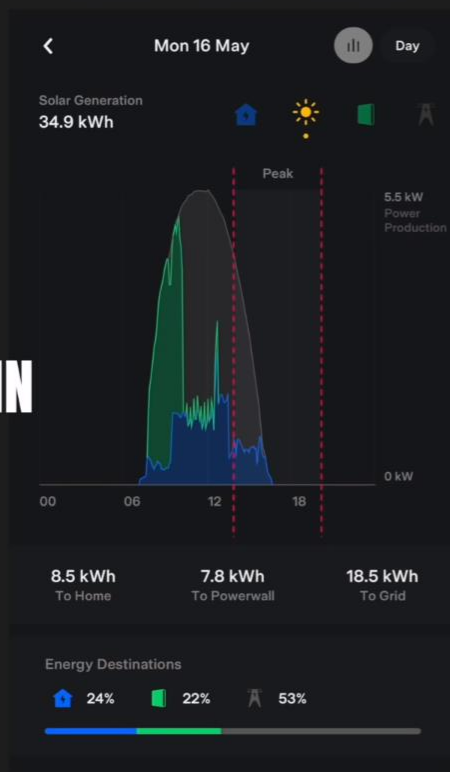 Mon 16 May
Day
Solar Generation
34.9 kWh
Peak
5.5 kW
Power
Production
IN
0 kW
00 06 12 18
8.5 kWh 7.8 kWh 18.5 kWh
To Home To Powerwall To Grid
Energy Destinations
24% 22% 53%